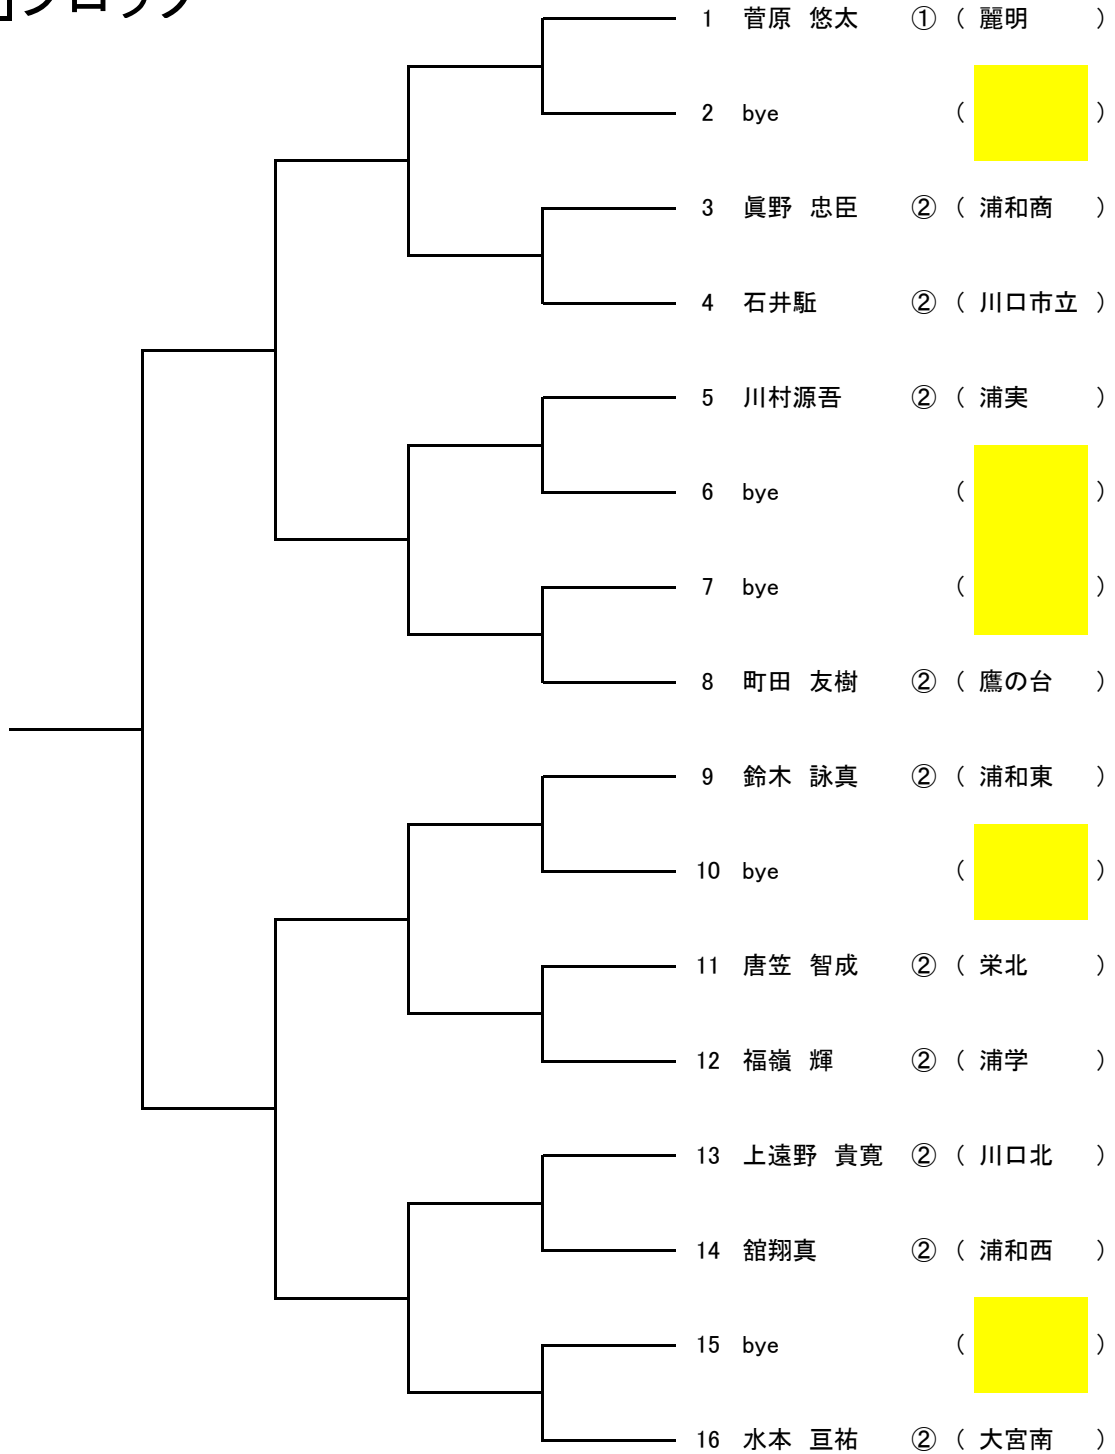 ブロック
1 菅原 悠太 ① ( 麗明 )
2 bye ( )
3 眞野 忠臣 ② ( 浦和商 )
4 石井駈 ② ( 川口市立 )
5 川村源吾 ② ( 浦実 )
6 bye ( )
7 bye ( )
8 町田 友樹 ② ( 鷹の台 )
9 鈴木 詠真 ② ( 浦和東 )
10 bye ( )
11 唐笠 智成 ② ( 栄北 )
12 福嶺 輝 ② ( 浦学 )
13 上遠野 貴寛 ② ( 川口北 )
14 舘翔真 ② ( 浦和西 )
15 bye ( )
16 水本 亘祐 ② ( 大宮南 )